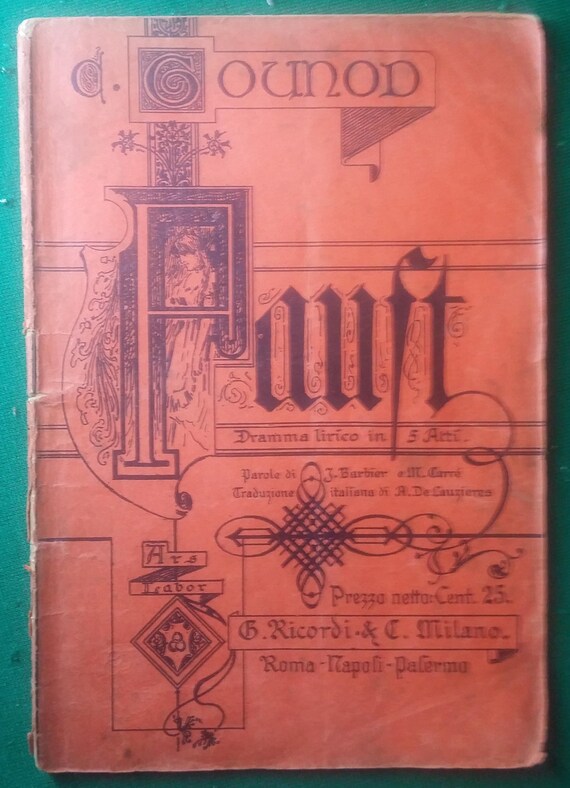 C. GOUNOD
Faust
Dramma lirico in 5 Atti.
Parole di J. Barbier e M. Carré
Traduzione italiana di A. De Lauzieres
Ars
Labor
Prezzo netto: Cent. 25.
G. Ricordi & C. Milano.
Roma - Napoli - Palermo